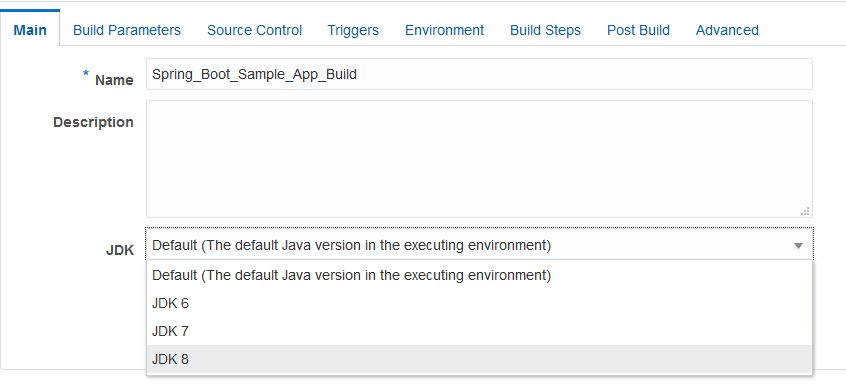 Main Build Parameters Source Control Triggers Environment Build Steps Post Build Advanced
* Name Spring_Boot_Sample_App_Build
Description
JDK Default (The default Java version in the executing environment)
Default (The default Java version in the executing environment)
JDK 6
JDK 7
JDK 8